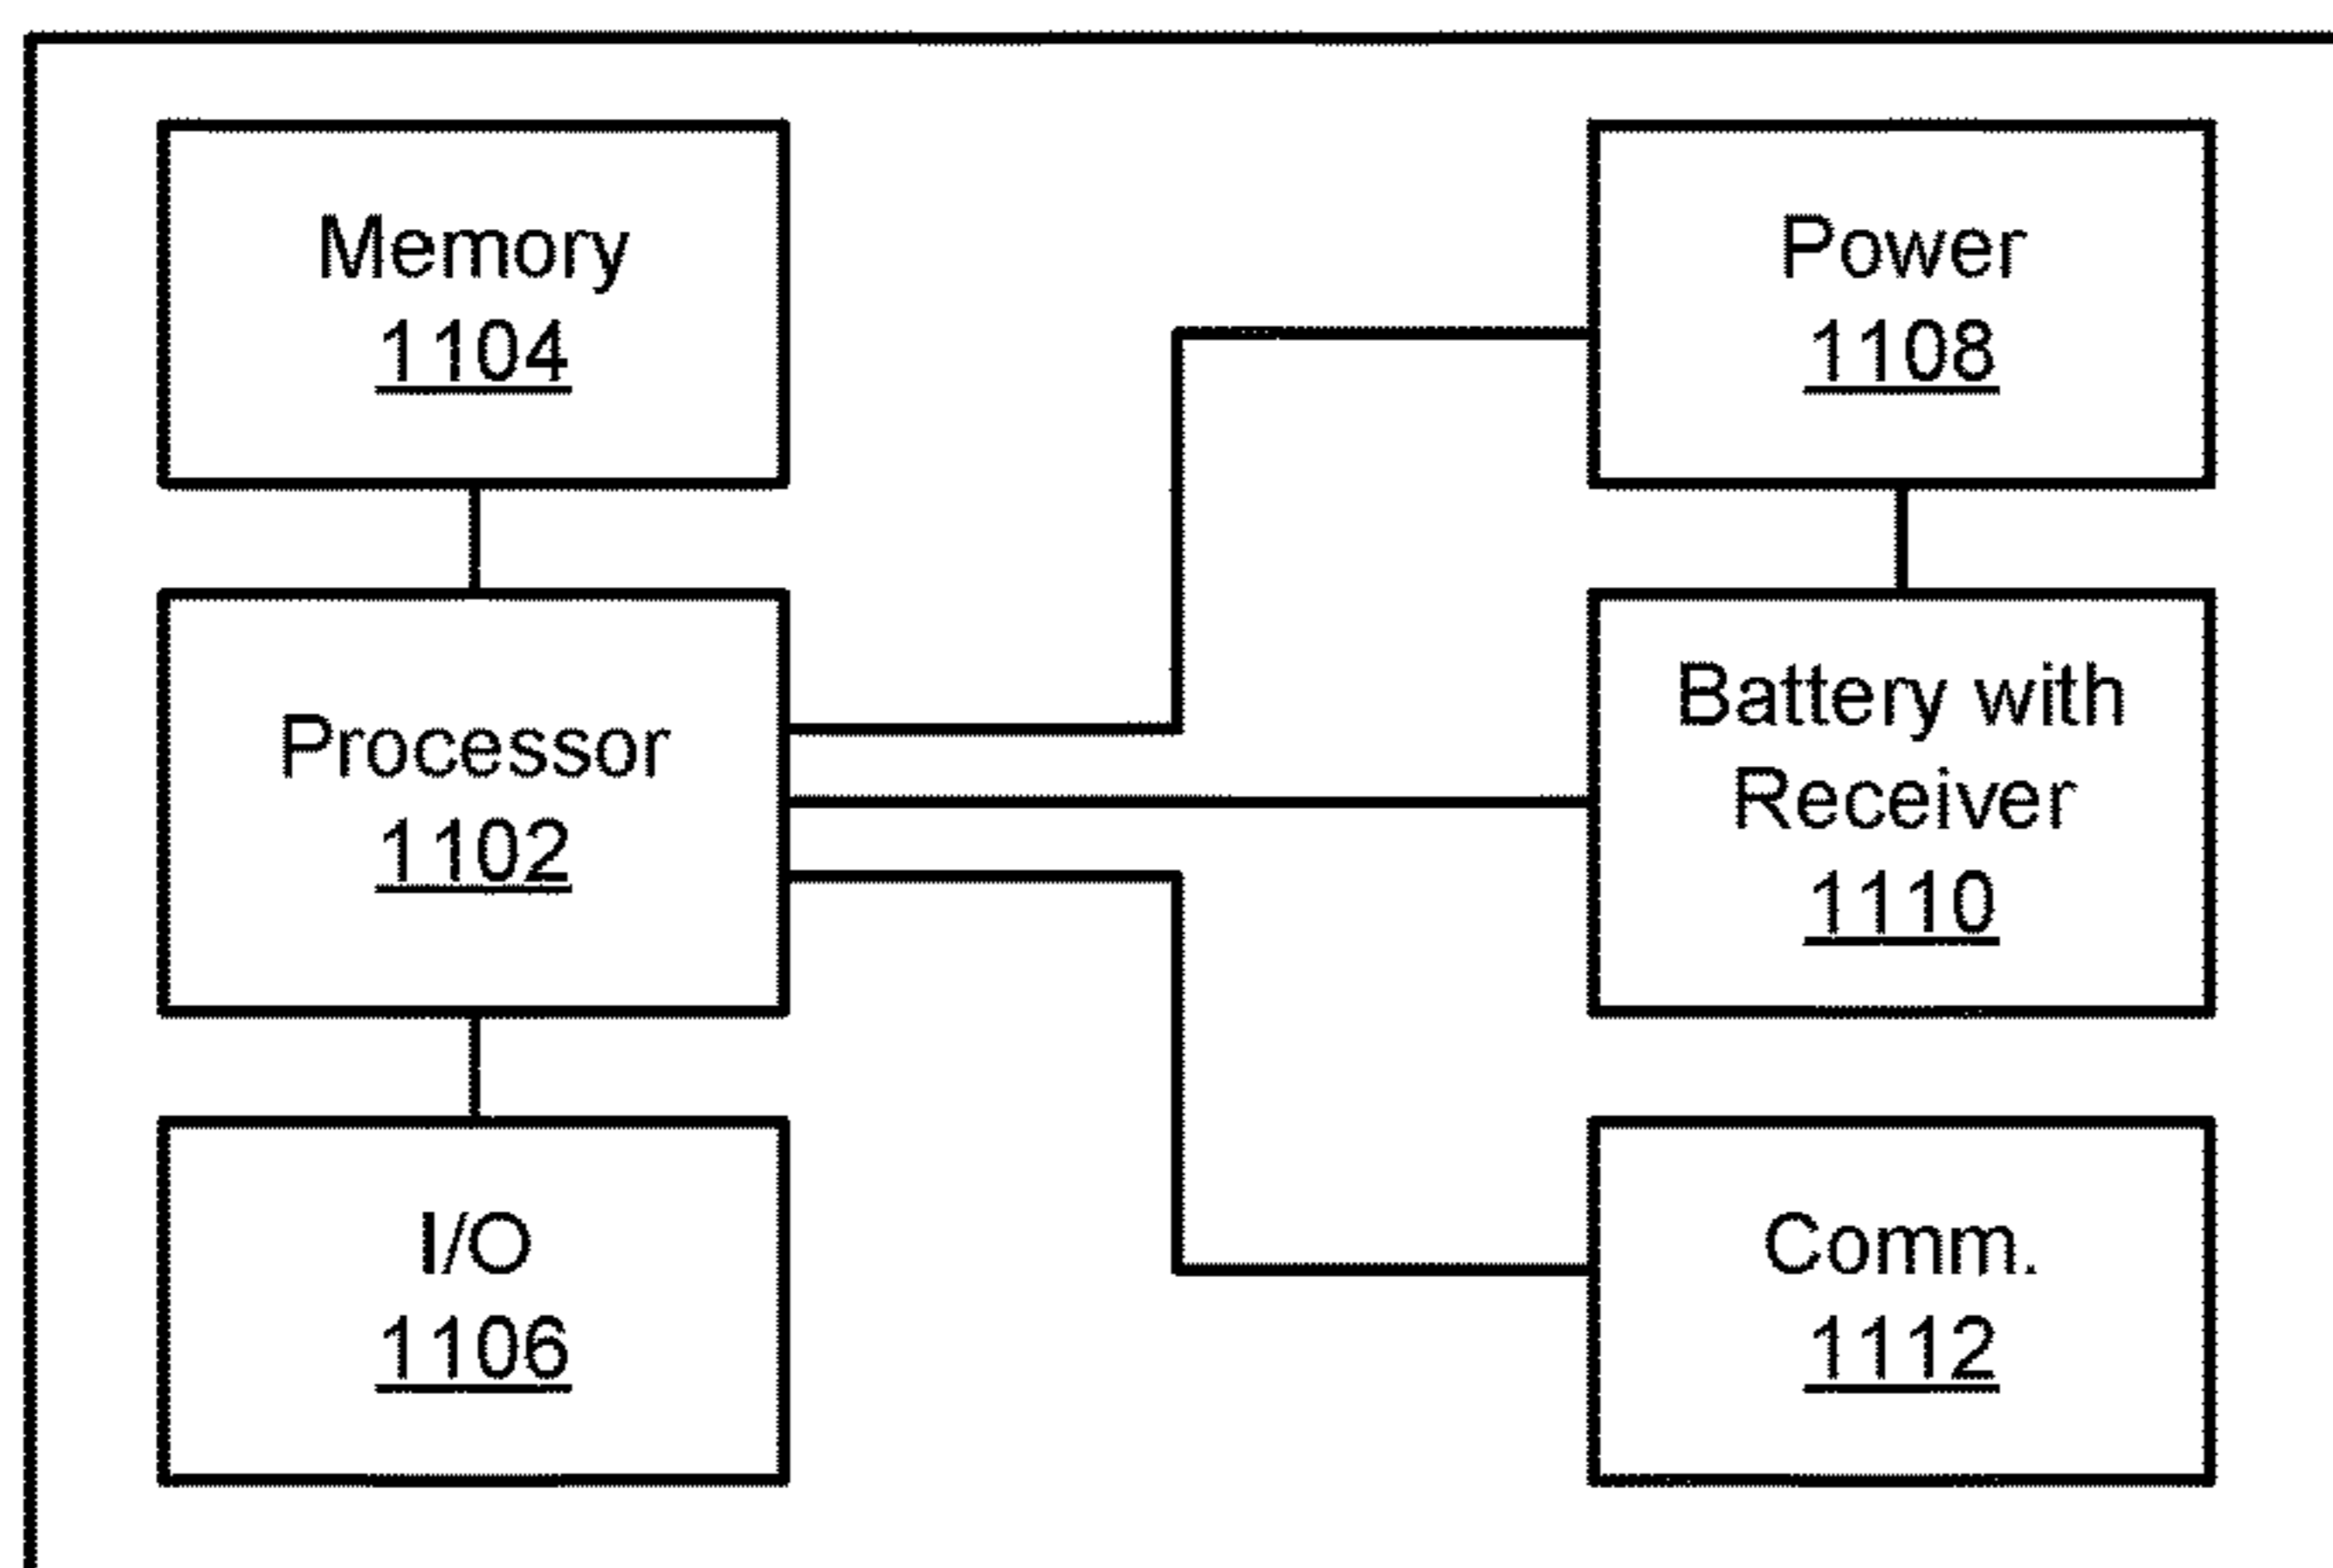 Memory
1104
Processor
1102
I/O
1106
Power
1108
Battery with
Receiver
1110
Comm.
1112